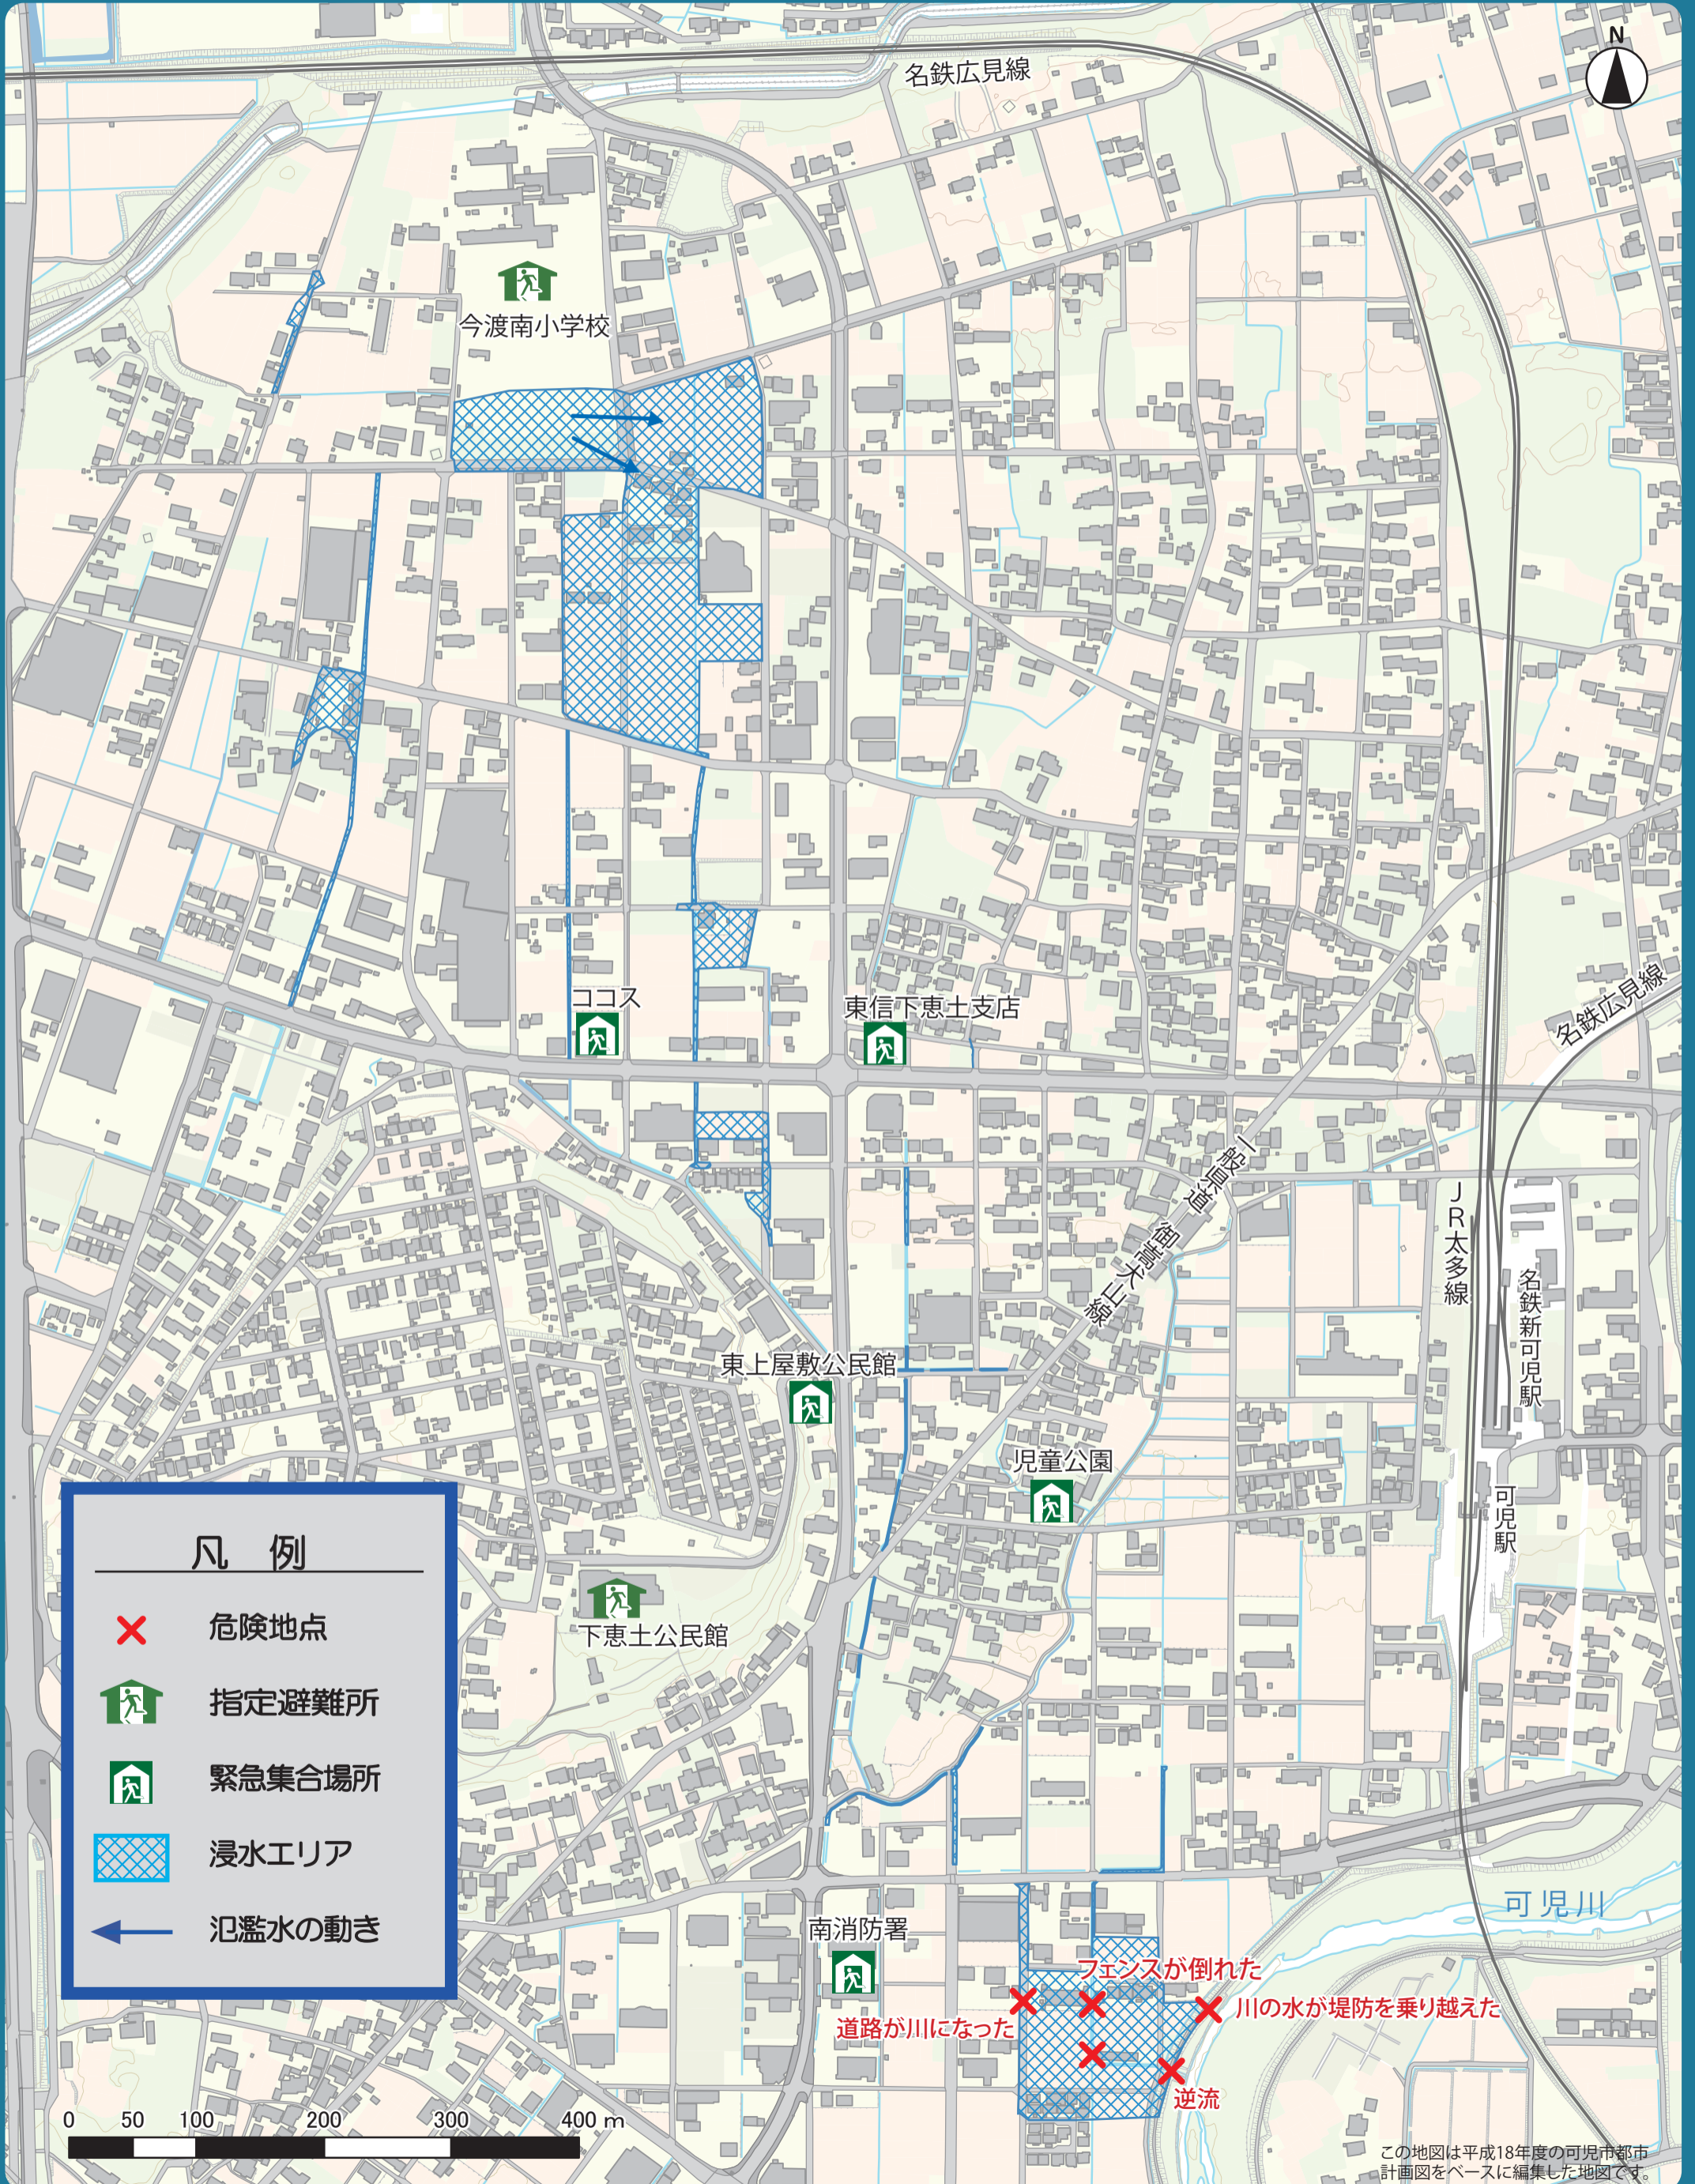 N
名鉄広見線
今渡南小学校
名鉄広見線
ココス
東信下恵土支店
一般県道
御嵩犬山線
JR太多線
名鉄新可児駅
東上屋敷公民館
児童公園
可児駅
凡 例
危険地点
指定避難所
緊急集合場所
浸水エリア
氾濫水の動き
下恵土公民館
可児川
南消防署
フェンスが倒れた
川の水が堤防を乗り越えた
道路が川になった
逆流
0 50 100 200 300 400 m
この地図は平成18年度の可児市都市
計画図をベースに編集した地図です。